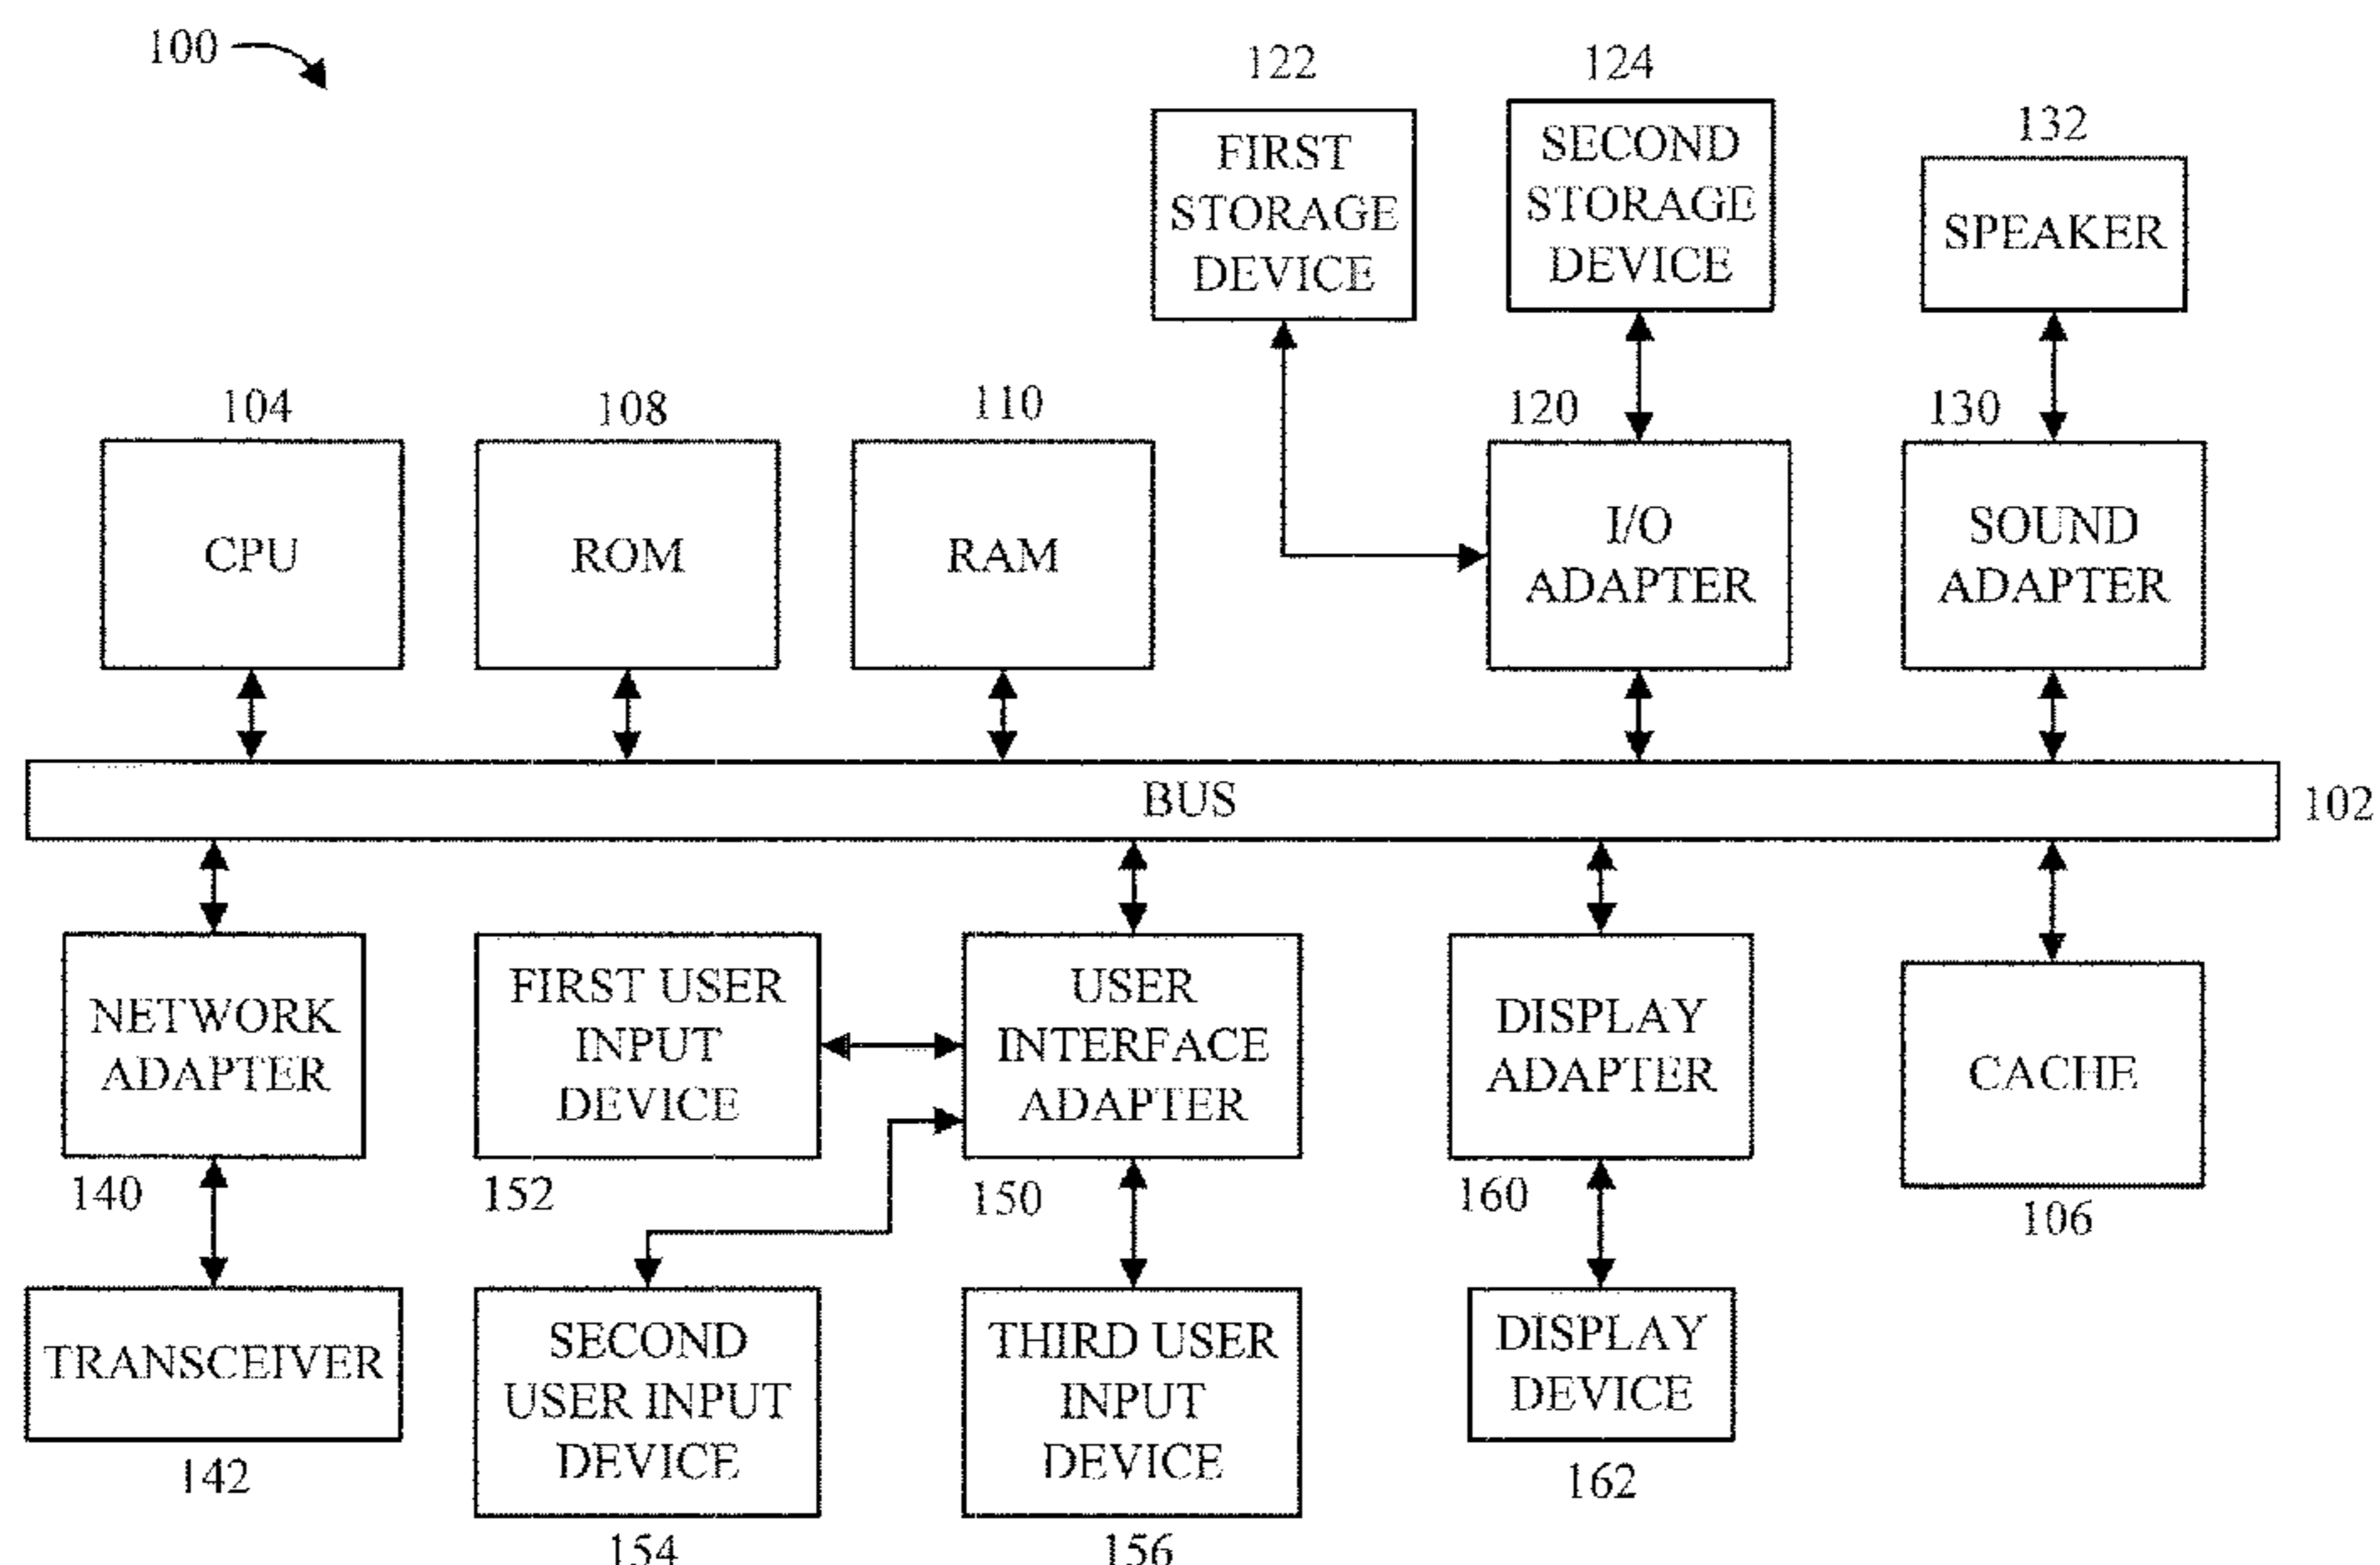 100
122
FIRST
STORAGE
DEVICE
124
SECOND
STORAGE
DEVICE
132
SPEAKER
104
CPU
108
ROM
110
RAM
120
I/O
ADAPTER
130
SOUND
ADAPTER
BUS
102
NETWORK
ADAPTER
140
FIRST USER
INPUT
DEVICE
152
USER
INTERFACE
ADAPTER
150
DISPLAY
ADAPTER
160
CACHE
106
TRANSCEIVER
142
SECOND
USER INPUT
DEVICE
154
THIRD USER
INPUT
DEVICE
156
DISPLAY
DEVICE
162